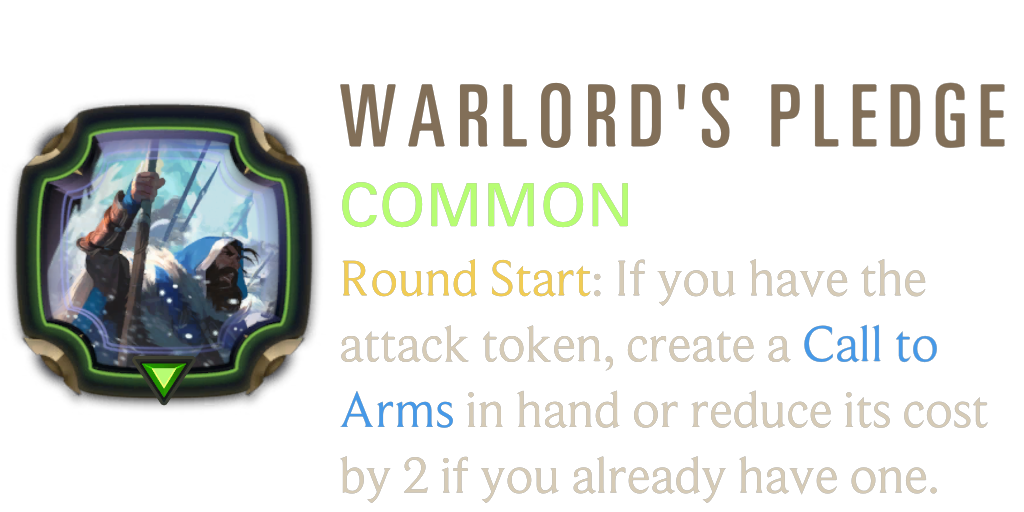 WARLORD'S PLEDGE
COMMON
Round Start: If you have the
attack token, create a Call to
Arms in hand or reduce its cost
by 2 if you already have one.